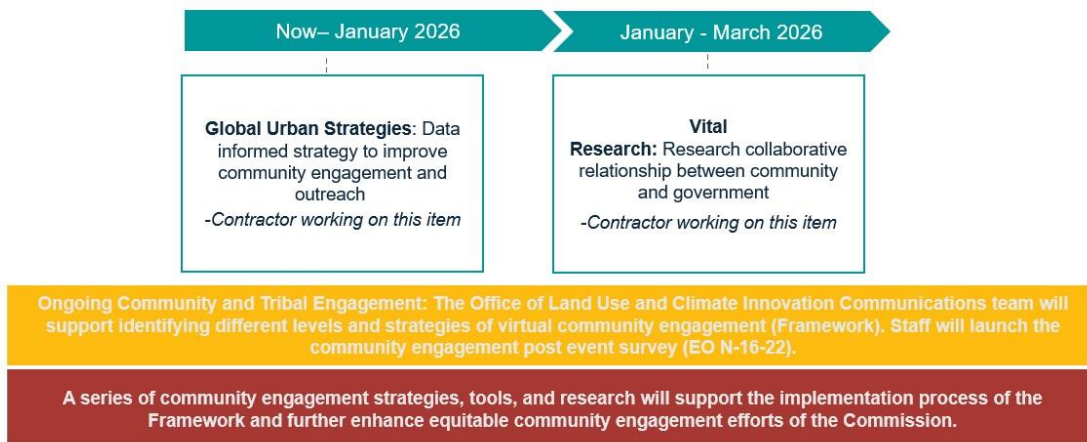 Now– January 2026
January - March 2026
Global Urban Strategies: Data
informed strategy to improve
community engagement and
outreach
-Contractor working on this item
Vital
Research: Research collaborative
relationship between community
and government
-Contractor working on this item
Ongoing Community and Tribal Engagement: The Office of Land Use and Climate Innovation Communications team will
support identifying different levels and strategies of virtual community engagement (Framework). Staff will launch the
community engagement post event survey (EO N-16-22).
A series of community engagement strategies, tools, and research will support the implementation process of the
Framework and further enhance equitable community engagement efforts of the Commission.